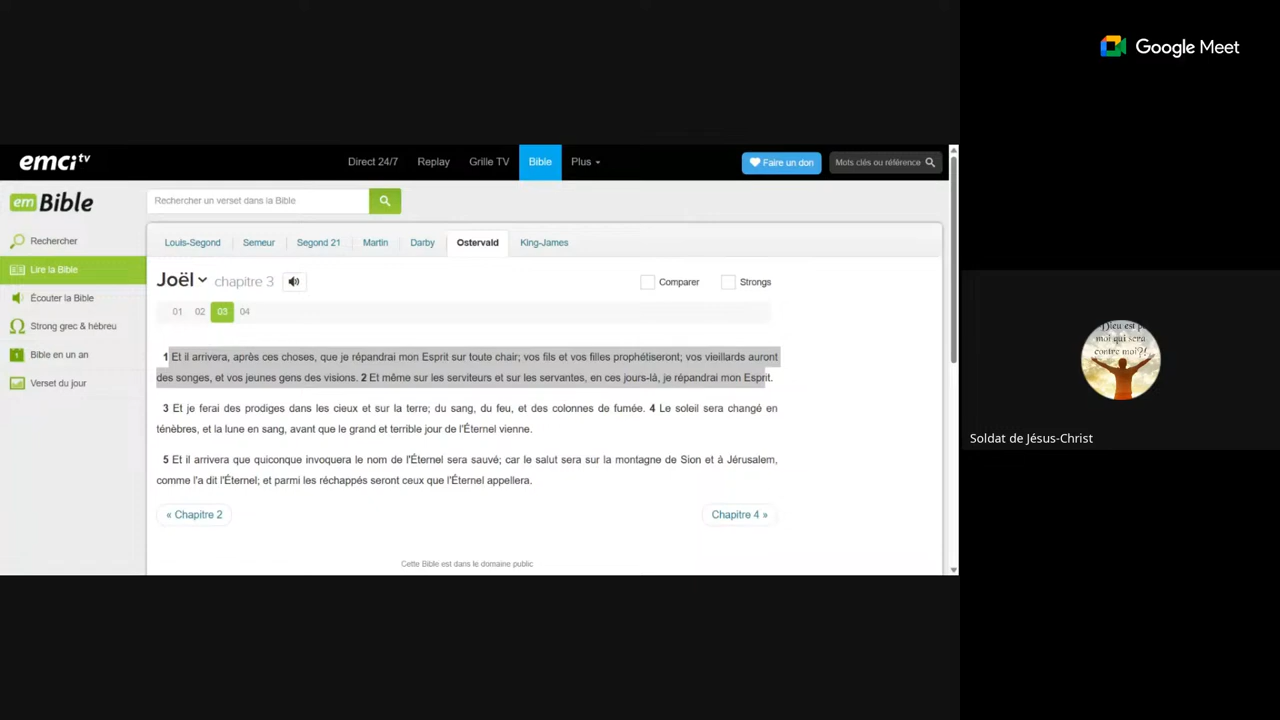 Google Meet
emci tv
Direct 24/7 Replay Grille TV Bible Plus
Faire un don
Mots clés ou référence
em Bible
Rechercher un verset dans la Bible
Rechercher
Lire la Bible
Écouter la Bible
Strong grec & hébreu
Bible en un an
Verset du jour
Louis-Segond Semeur Segond 21 Martin Darby Ostervald King-James
Joël chapitre 3
Comparer Strongs
01 02 03 04
1 Et il arrivera, après ces choses, que je répandrai mon Esprit sur toute chair; vos fils et vos filles prophétiseront; vos vieillards auront
des songes, et vos jeunes gens des visions. 2 Et même sur les serviteurs et sur les servantes, en ces jours-là, je répandrai mon Esprit.
3 Et je ferai des prodiges dans les cieux et sur la terre; du sang, du feu, et des colonnes de fumée. 4 Le soleil sera changé en
ténèbres, et la lune en sang, avant que le grand et terrible jour de l'Éternel vienne.
5 Et il arrivera que quiconque invoquera le nom de l'Éternel sera sauvé; car le salut sera sur la montagne de Sion et à Jérusalem,
comme l'a dit l'Éternel; et parmi les réchappés seront ceux que l'Éternel appellera.
« Chapitre 2
Chapitre 4 »
Cette Bible est dans le domaine public
Dieu est
moi qui sera
contre moi?!
Soldat de Jésus-Christ